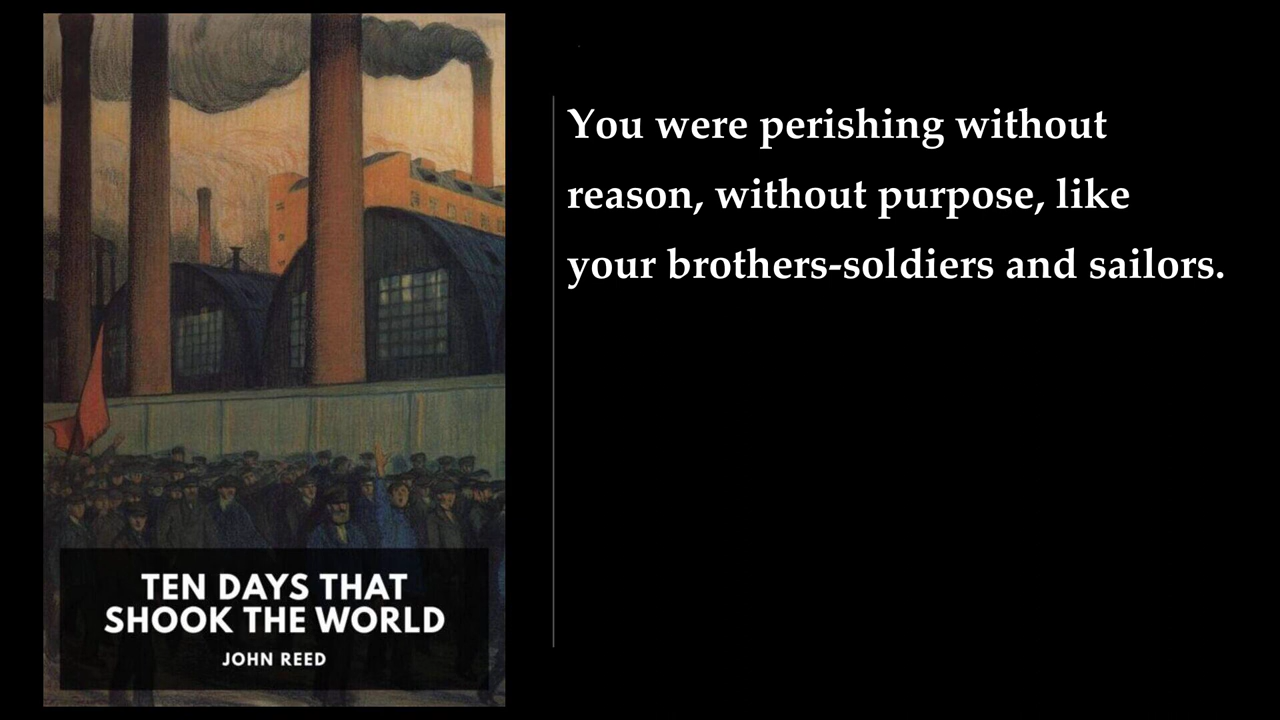 You were perishing without
reason, without purpose, like
your brothers-soldiers and sailors.
TEN DAYS THAT
SHOOK THE WORLD
JOHN REED